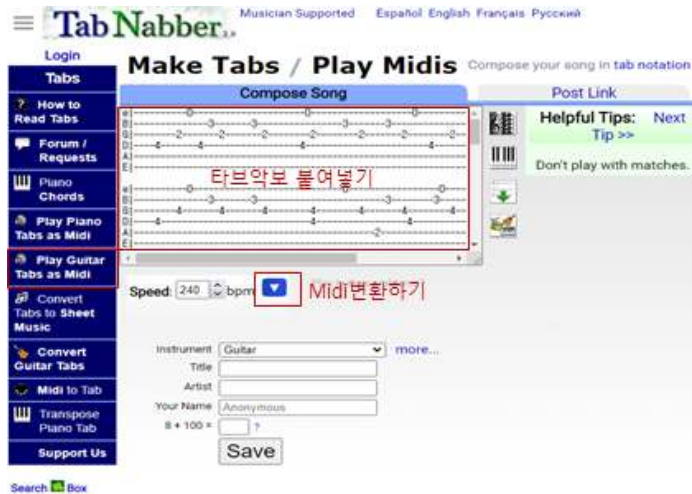 Tab Nabber
Musician Supported Español English Français Русский
Login
Make Tabs / Play Midis Compose your song in tab notation
Tabs
Compose Song
Post Link
How to Read Tabs
Forum / Requests
Piano Chords
Play Piano Tabs as Midi
Play Guitar Tabs as Midi
Convert Tabs to Sheet Music
Convert Guitar Tabs
Midi to Tab
Transpose Piano Tab
Support Us
Search Box
타브악보 붙여넣기
Helpful Tips: Next Tip >>
Don't play with matches.
Speed: 240 bpm
Midi변환하기
Instrument Guitar more...
Title
Artist
Your Name Anonymous
8 + 100 = ?
Save